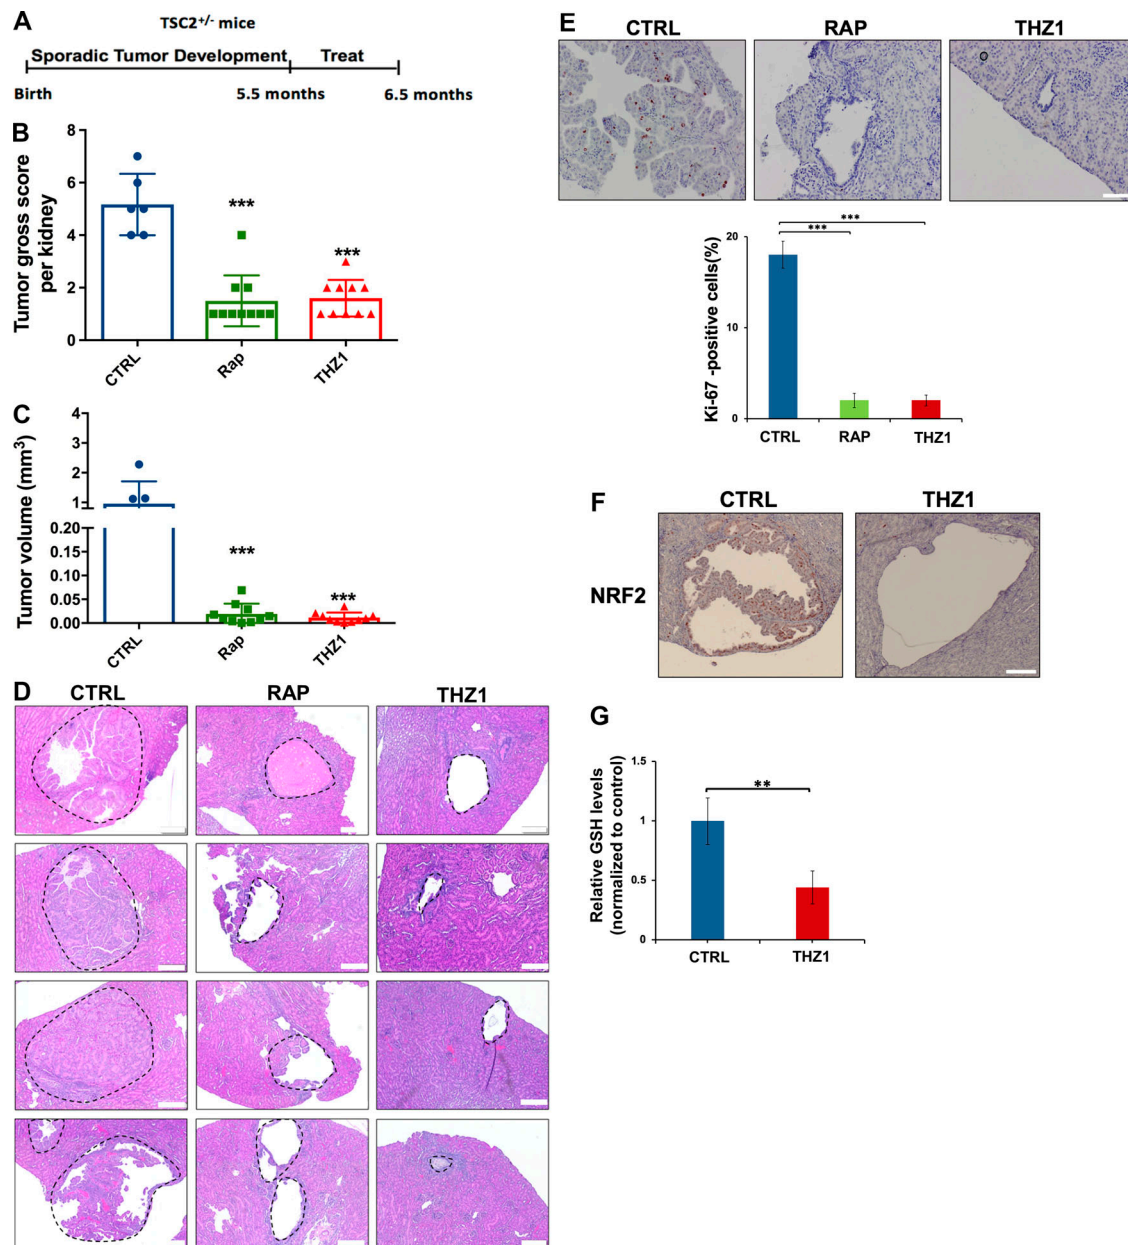 A
TSC2+/- mice
Sporadic Tumor Development
Treat
Birth
5.5 months
6.5 months
B
Tumor gross score
per kidney
8
6
4
2
0
***
***
CTRL
Rap
THZ1
C
Tumor volume (mm3)
4
3
2
1
0.20
0.15
0.10
0.05
0.00
***
***
CTRL
Rap
THZ1
D
CTRL
RAP
THZ1
E
CTRL
RAP
THZ1
Ki-67 -positive cells(%)
20
10
0
***
***
CTRL
RAP
THZ1
F
CTRL
THZ1
NRF2
G
Relative GSH levels
(normalized to control)
1.5
1
0.5
0
**
CTRL
THZ1